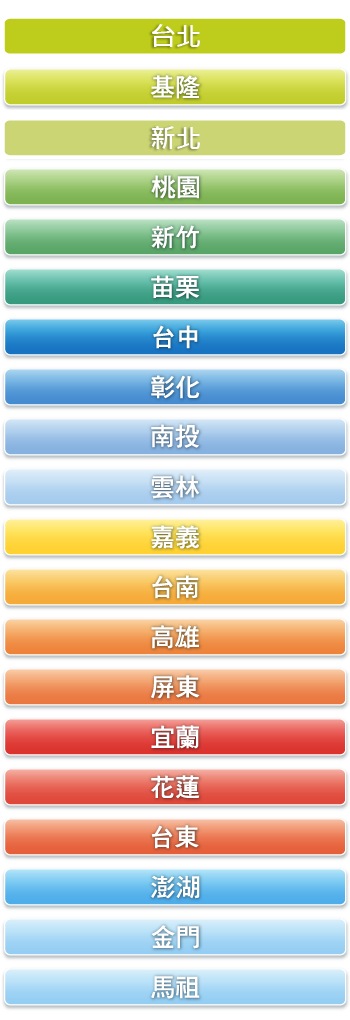 台北
基隆
新北
桃園
新竹
苗栗
台中
彰化
南投
雲林
嘉義
台南
高雄
屏東
宜蘭
花蓮
台東
澎湖
金門
馬祖